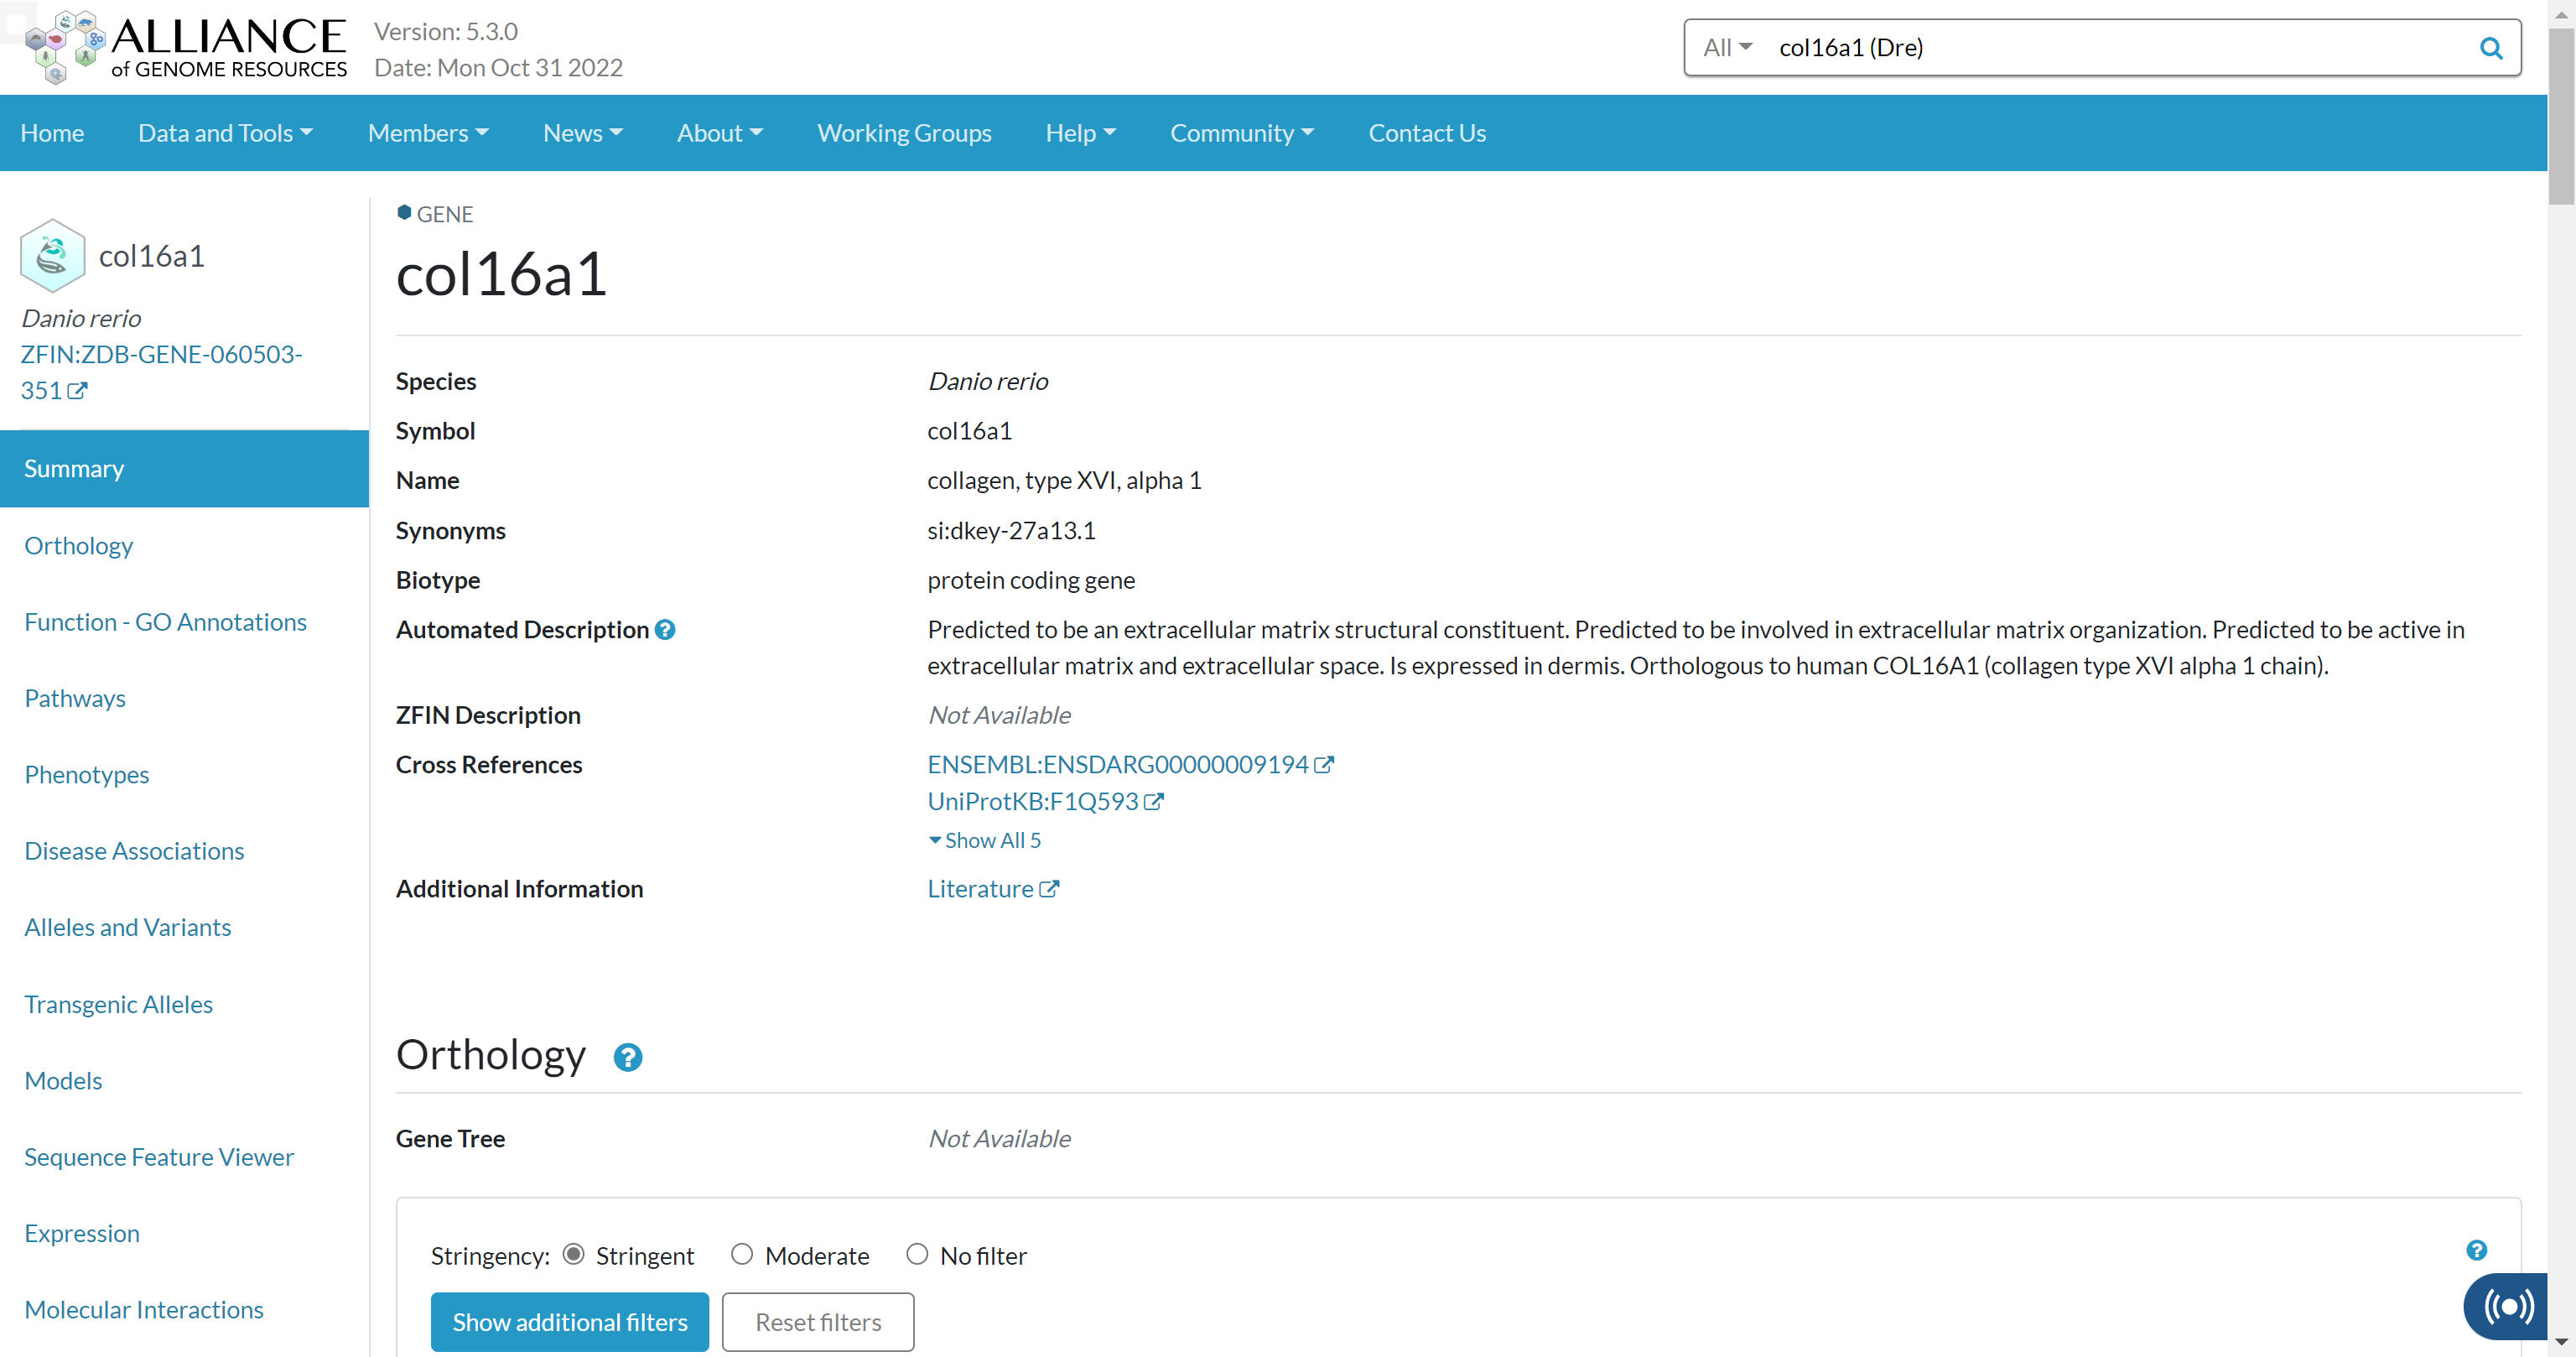 ALLIANCE
of GENOME RESOURCES
Version: 5.3.0
Date: Mon Oct 31 2022
All
col16a1 (Dre)
Home
Data and Tools
Members
News
About
Working Groups
Help
Community
Contact Us
col16a1
Danio rerio
ZFIN:ZDB-GENE-060503-
351
Summary
Orthology
Function - GO Annotations
Pathways
Phenotypes
Disease Associations
Alleles and Variants
Transgenic Alleles
Models
Sequence Feature Viewer
Expression
Molecular Interactions
GENE
col16a1
Species
Danio rerio
Symbol
col16a1
Name
collagen, type XVI, alpha 1
Synonyms
si:dkey-27a13.1
Biotype
protein coding gene
Automated Description ?
Predicted to be an extracellular matrix structural constituent. Predicted to be involved in extracellular matrix organization. Predicted to be active in
extracellular matrix and extracellular space. Is expressed in dermis. Orthologous to human COL16A1 (collagen type XVI alpha 1 chain).
ZFIN Description
Not Available
Cross References
ENSEMBL:ENSDARG00000009194
UniProtKB:F1Q593
Show All 5
Additional Information
Literature
Orthology ?
Gene Tree
Not Available
Stringency: Stringent Moderate No filter
?
Show additional filters
Reset filters